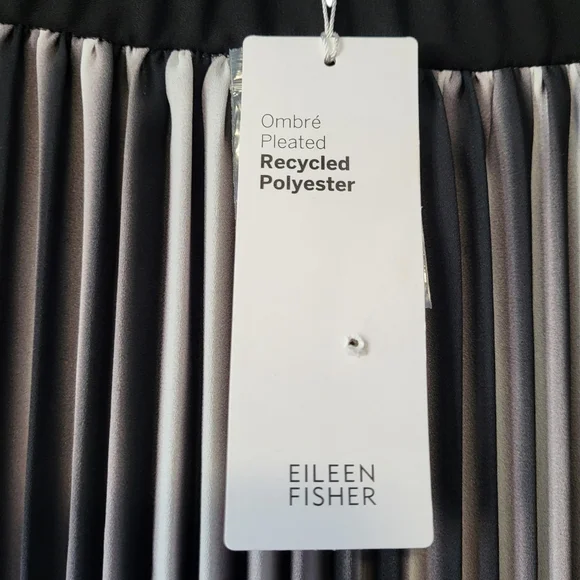 Ombré
Pleated
Recycled
Polyester
EILEEN
FISHER